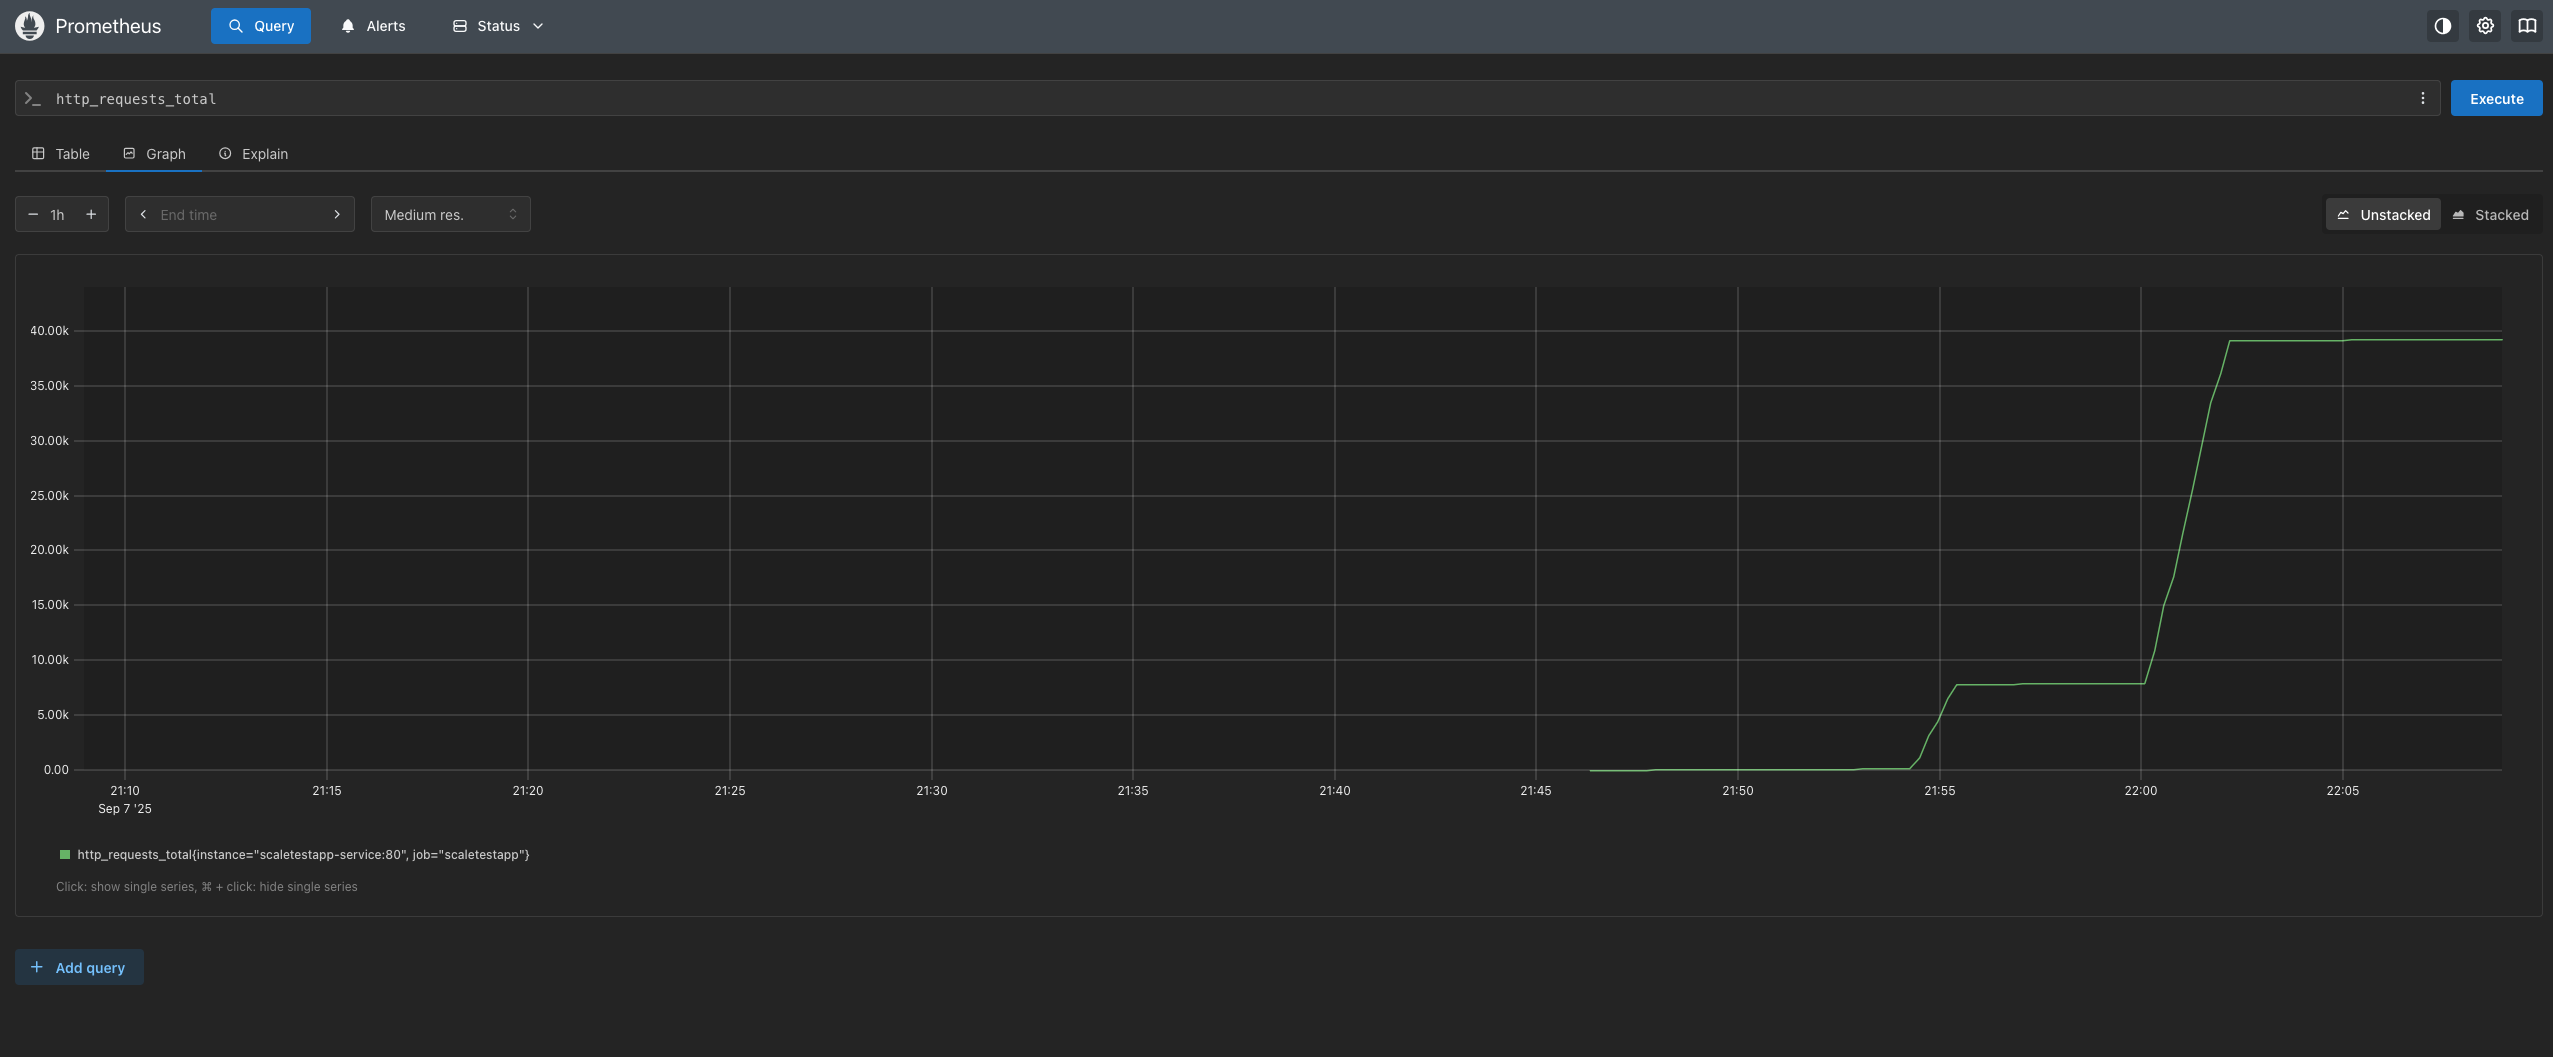 Prometheus
Query
Alerts
Status
>_ http_requests_total
Execute
Table
Graph
Explain
1h
End time
Medium res.
Unstacked
Stacked
40.00k
35.00k
30.00k
25.00k
20.00k
15.00k
10.00k
5.00k
0.00
21:10 21:15 21:20 21:25 21:30 21:35 21:40 21:45 21:50 21:55 22:00 22:05
Sep 7 '25
http_requests_total{instance="scaletestapp-service:80", job="scaletestapp"}
Click: show single series, ⌘ + click: hide single series
+ Add query